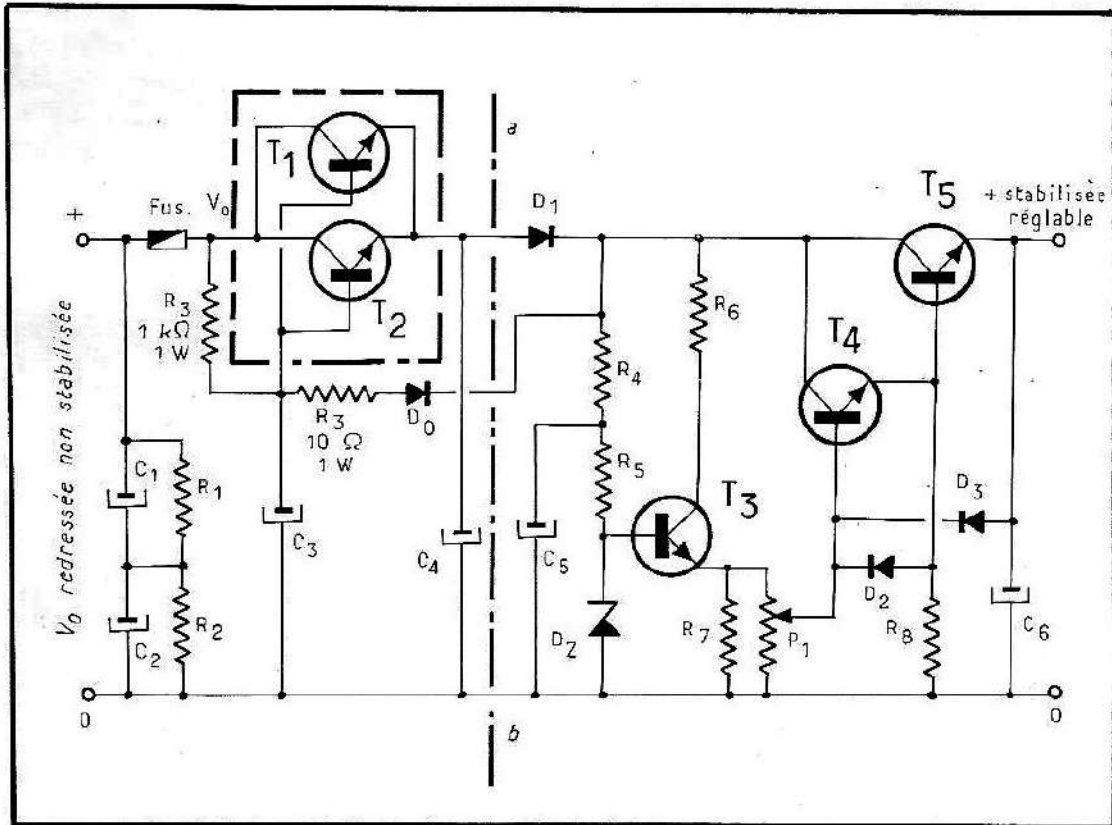 T1
a
Fus.
V0
D1
T5
+ stabilisée
réglable
+
R3
1 kΩ
1 W
T2
R6
T4
R4
R3
10 Ω
1 W
D0
R5
T3
D3
C1
R1
C3
C4
C5
D2
C2
R2
DZ
R7
P1
R8
C6
V0 redressée non stabilisée
0
b
0